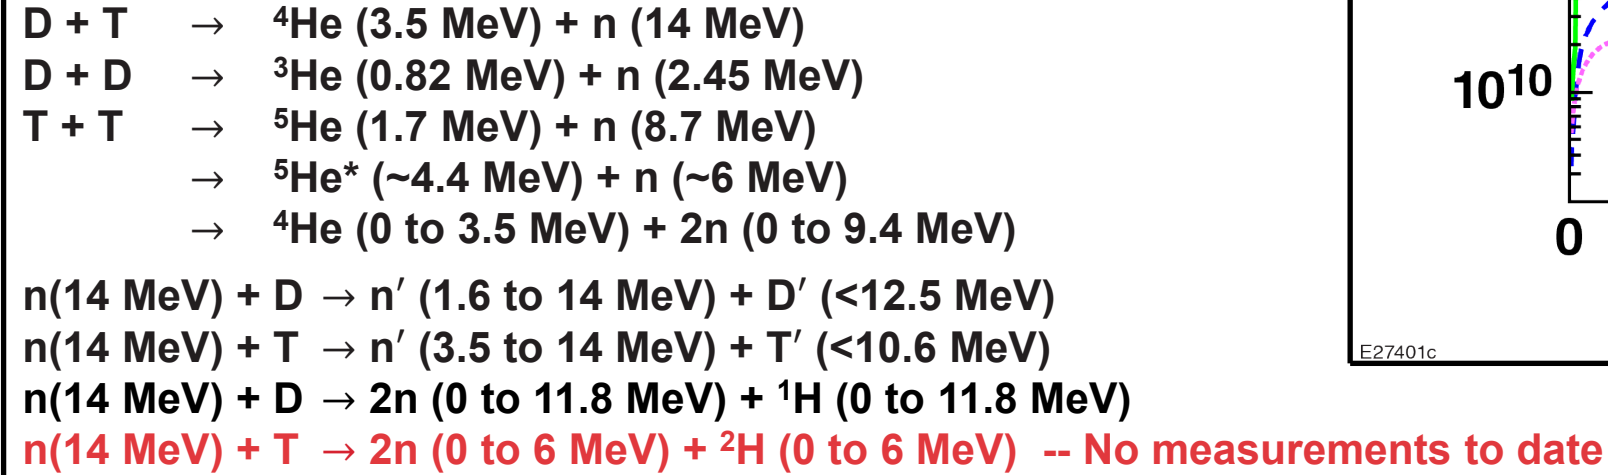 D + T → ⁴He (3.5 MeV) + n (14 MeV)
D + D → ³He (0.82 MeV) + n (2.45 MeV)
T + T → ⁵He (1.7 MeV) + n (8.7 MeV)
→ ⁵He* (~4.4 MeV) + n (~6 MeV)
→ ⁴He (0 to 3.5 MeV) + 2n (0 to 9.4 MeV)
n(14 MeV) + D → n′ (1.6 to 14 MeV) + D′ (<12.5 MeV)
n(14 MeV) + T → n′ (3.5 to 14 MeV) + T′ (<10.6 MeV)
n(14 MeV) + D → 2n (0 to 11.8 MeV) + ¹H (0 to 11.8 MeV)
n(14 MeV) + T → 2n (0 to 6 MeV) + ²H (0 to 6 MeV) -- No measurements to date
10¹⁰
0
E27401c